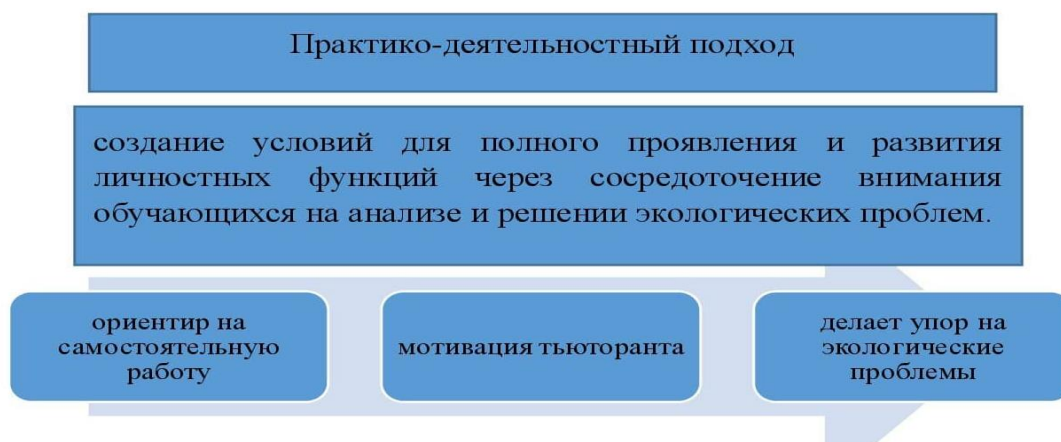 Практико-деятельностный подход
создание условий для полного проявления и развития
личностных функций через сосредоточение внимания
обучающихся на анализе и решении экологических проблем.
ориентир на
самостоятельную
работу
мотивация тьюторанта
делает упор на
экологические
проблемы